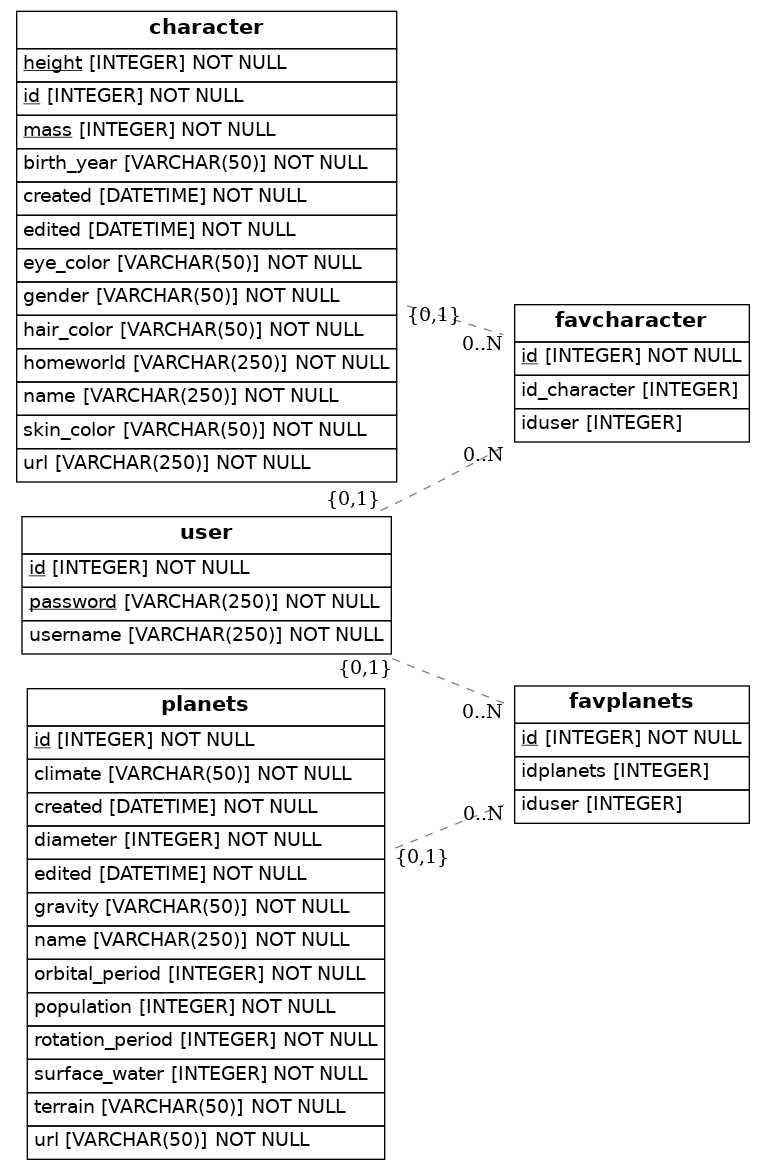 character
height [INTEGER] NOT NULL
id [INTEGER] NOT NULL
mass [INTEGER] NOT NULL
birth_year [VARCHAR(50)] NOT NULL
created [DATETIME] NOT NULL
edited [DATETIME] NOT NULL
eye_color [VARCHAR(50)] NOT NULL
gender [VARCHAR(50)] NOT NULL
hair_color [VARCHAR(50)] NOT NULL
homeworld [VARCHAR(250)] NOT NULL
name [VARCHAR(250)] NOT NULL
skin_color [VARCHAR(50)] NOT NULL
url [VARCHAR(250)] NOT NULL
{0,1}
0..N
favcharacter
id [INTEGER] NOT NULL
id_character [INTEGER]
iduser [INTEGER]
0..N
{0,1}
user
id [INTEGER] NOT NULL
password [VARCHAR(250)] NOT NULL
username [VARCHAR(250)] NOT NULL
{0,1}
0..N
favplanets
id [INTEGER] NOT NULL
idplanets [INTEGER]
iduser [INTEGER]
0..N
{0,1}
planets
id [INTEGER] NOT NULL
climate [VARCHAR(50)] NOT NULL
created [DATETIME] NOT NULL
diameter [INTEGER] NOT NULL
edited [DATETIME] NOT NULL
gravity [VARCHAR(50)] NOT NULL
name [VARCHAR(250)] NOT NULL
orbital_period [INTEGER] NOT NULL
population [INTEGER] NOT NULL
rotation_period [INTEGER] NOT NULL
surface_water [INTEGER] NOT NULL
terrain [VARCHAR(50)] NOT NULL
url [VARCHAR(50)] NOT NULL